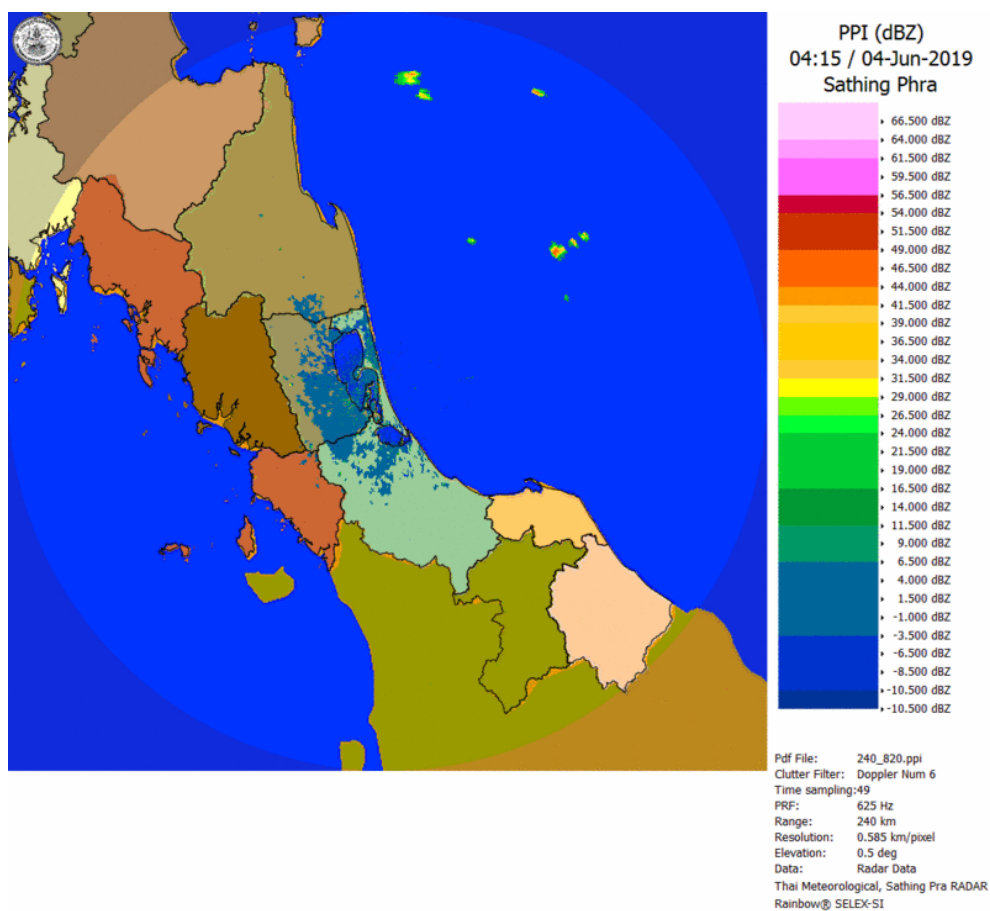 PPI (dBZ)
04:15 / 04-Jun-2019
Sathing Phra
66.500 dBZ
64.000 dBZ
61.500 dBZ
59.500 dBZ
56.500 dBZ
54.000 dBZ
51.500 dBZ
49.000 dBZ
46.500 dBZ
44.000 dBZ
41.500 dBZ
39.000 dBZ
36.500 dBZ
34.000 dBZ
31.500 dBZ
29.000 dBZ
26.500 dBZ
24.000 dBZ
21.500 dBZ
19.000 dBZ
16.500 dBZ
14.000 dBZ
11.500 dBZ
9.000 dBZ
6.500 dBZ
4.000 dBZ
1.500 dBZ
-1.000 dBZ
-3.500 dBZ
-6.500 dBZ
-8.500 dBZ
-10.500 dBZ
-10.500 dBZ
Pdf File: 240_820.ppi
Clutter Filter: Doppler Num 6
Time sampling:49
PRF: 625 Hz
Range: 240 km
Resolution: 0.585 km/pixel
Elevation: 0.5 deg
Data: Radar Data
Thai Meteorological, Sathing Pra RADAR
Rainbow® SELEX-SI